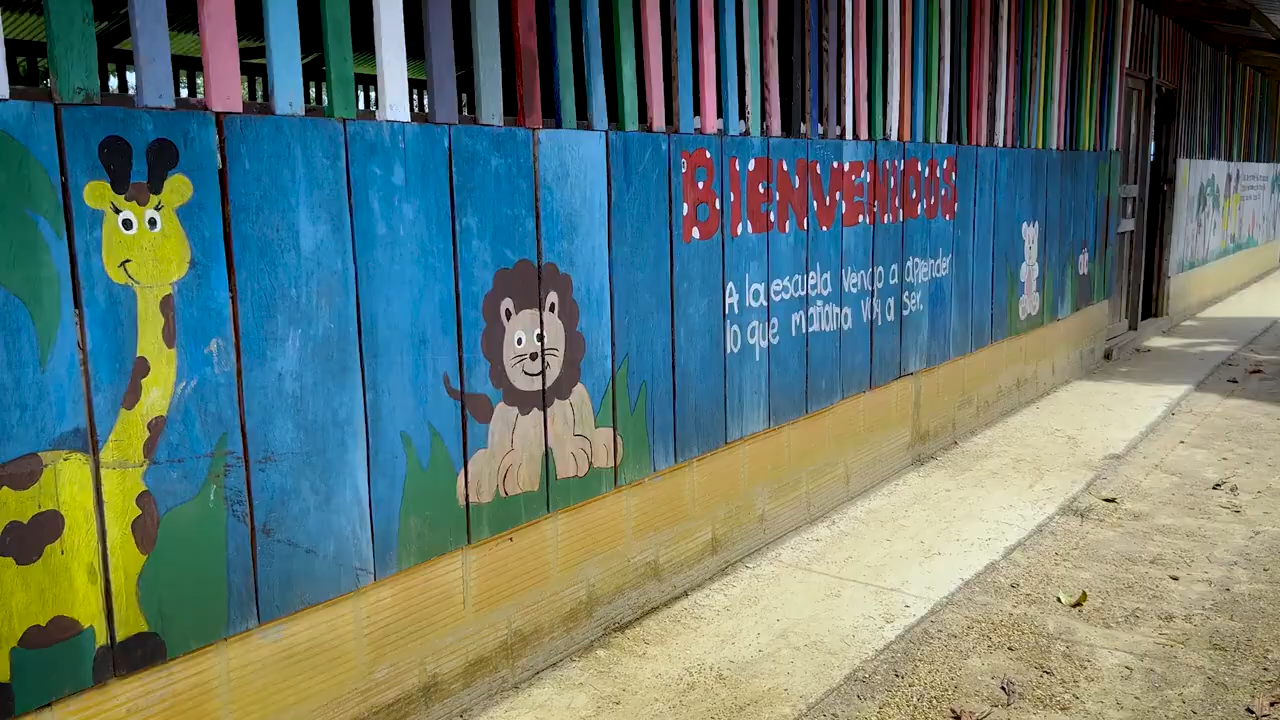 BIENVENIDOS
A la escuela vengo a aprender
lo que mañana voy a ser.